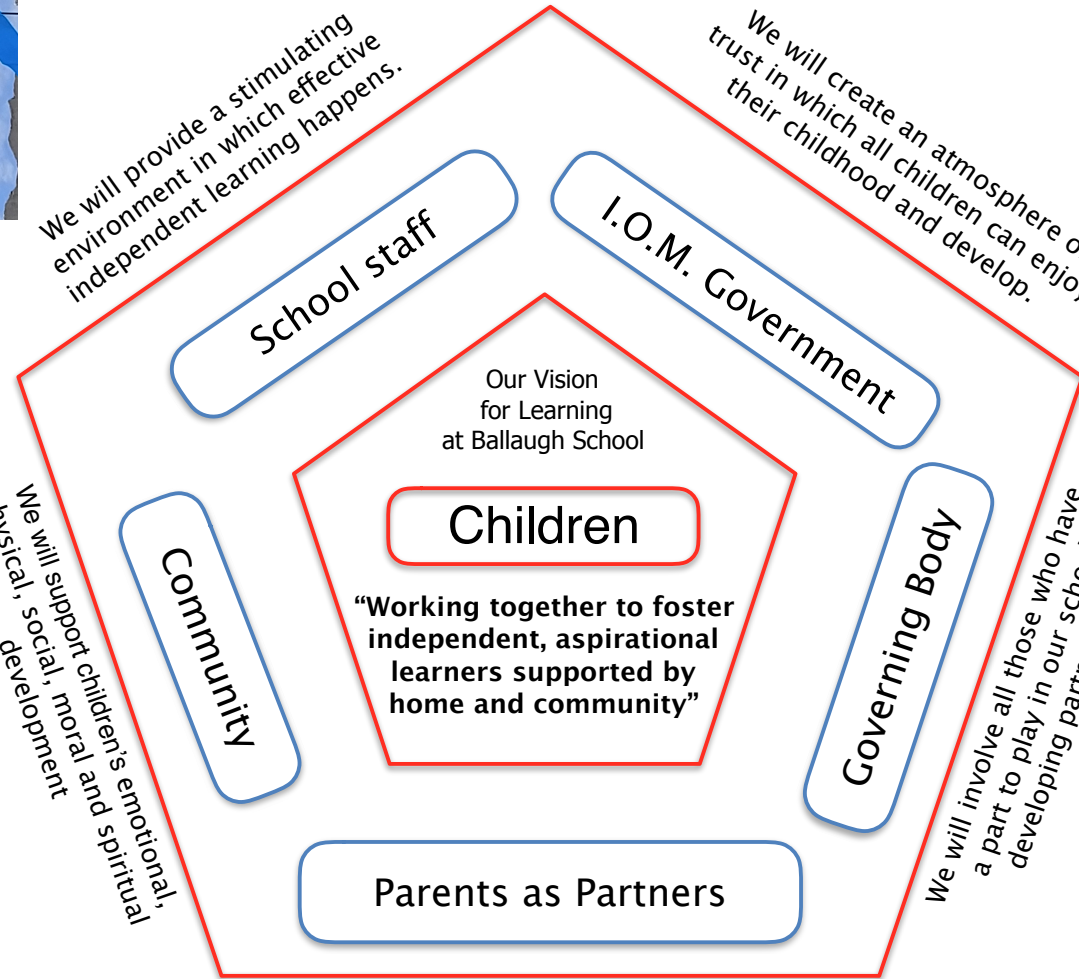 We will provide a stimulating
environment in which effective
independent learning happens.
We will create an atmosphere
trust in which all children can enjoy
their childhood and develop.
School staff
I.O.M. Government
Our Vision
for Learning
at Ballaugh School
Children
“Working together to foster
independent, aspirational
learners supported by
home and community”
Community
Governing Body
Parents as Partners
We will support children’s emotional,
social, moral and spiritual
development
We will involve all those who have
a part to play in our
developing